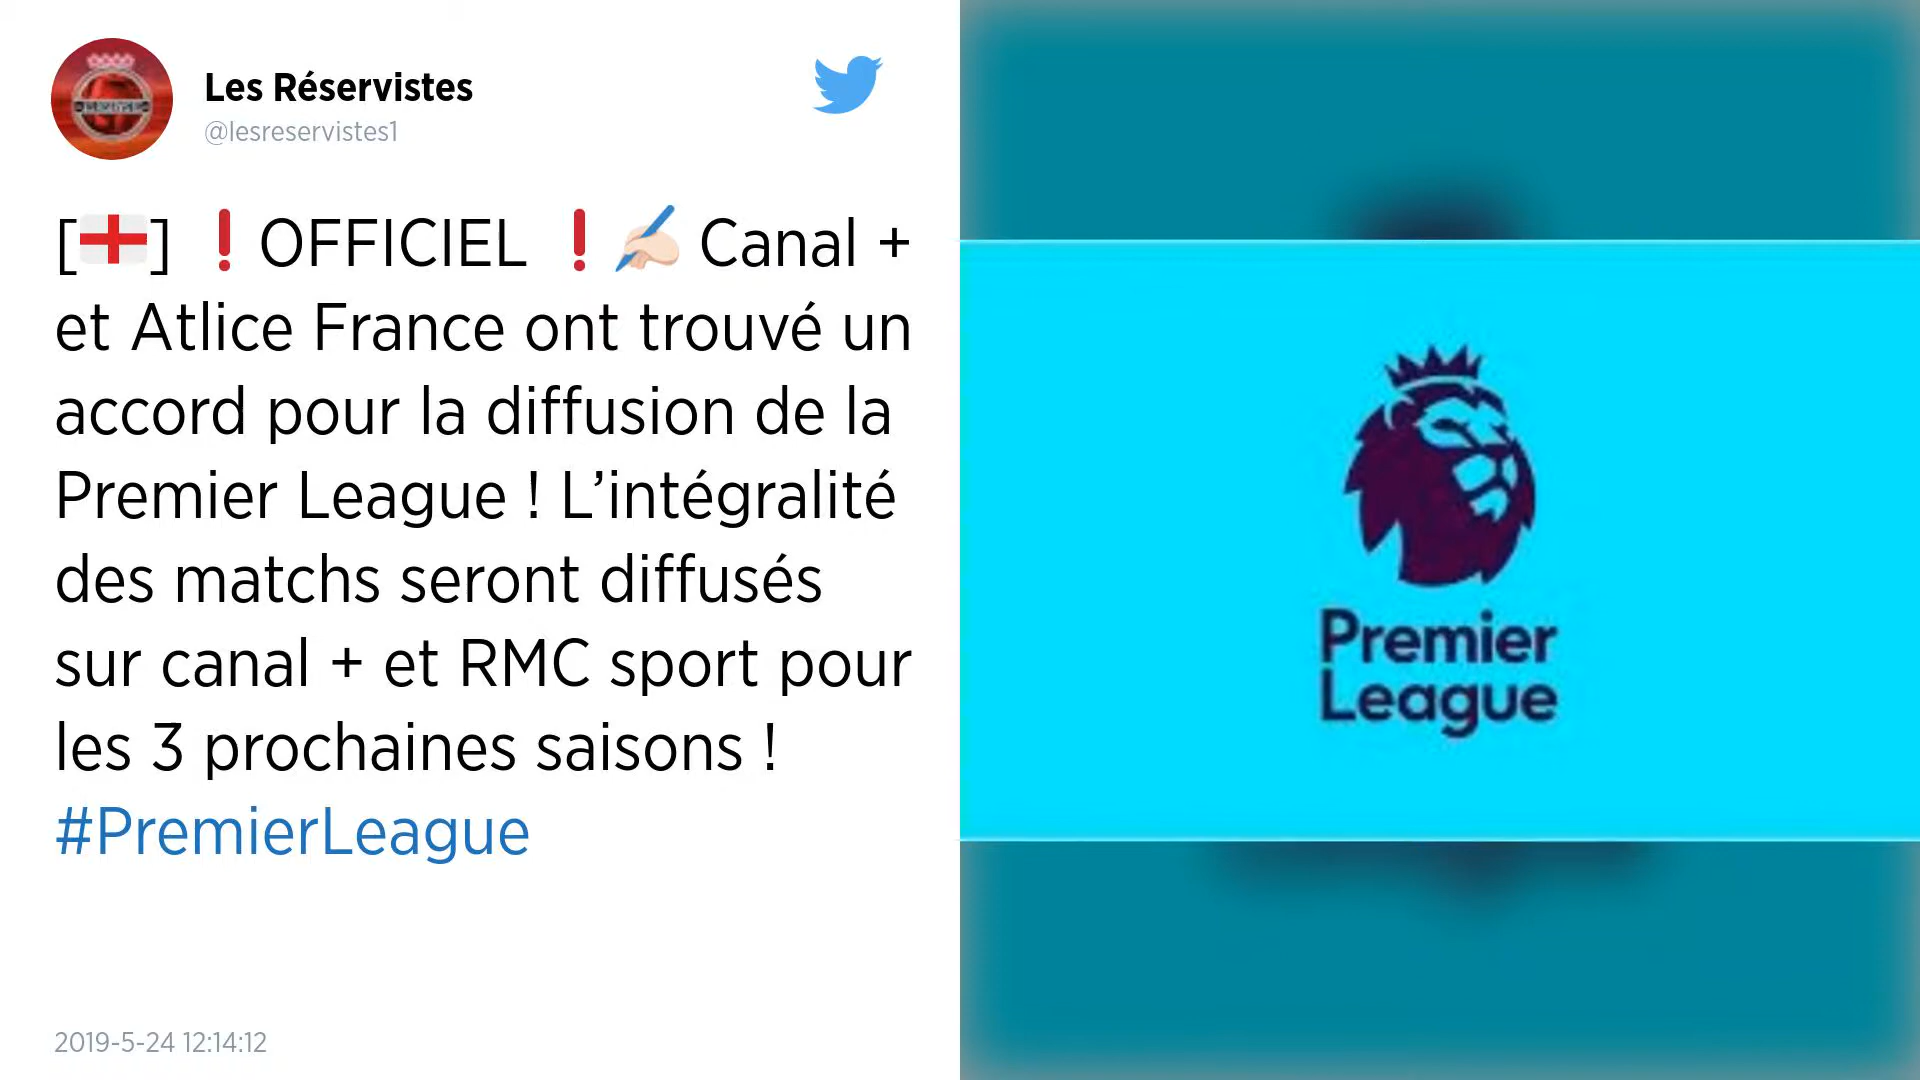 Les Réservistes
@lesreservistes1
[🏴󠁧󠁢󠁥󠁮󠁧󠁿] ❗OFFICIEL ❗✍🏻 Canal +
et Atlice France ont trouvé un
accord pour la diffusion de la
Premier League ! L’intégralité
des matchs seront diffusés
sur canal + et RMC sport pour
les 3 prochaines saisons !
#PremierLeague
2019-5-24 12:14:12
Premier
League